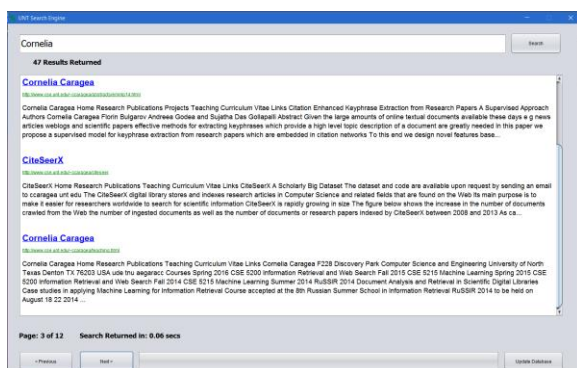 UNT Search Engine
Cornelia
Search
47 Results Returned
Cornelia Caragea
Cornelia Caragea Home Research Publications Projects Teaching Curriculum Vitae Links Citation Enhanced Keyphrase Extraction from Research Papers A Supervised Approach
Authors Cornelia Caragea Florin Bulgarov Andreea Godea and Sujatha Das Gollapalli Abstract Given the large amounts of online textual documents available these days e g news
articles weblogs and scientific papers effective methods for extracting keyphrases which provide a high level topic description of a document are greatly needed in this paper we
propose a supervised model for keyphrase extraction from research papers which are embedded in citation networks To this end we design novel features base...
CiteSeerX
CiteSeerX Home Research Publications Teaching Curriculum Vitae Links CiteSeerX A Scholarly Big Dataset The dataset and code are available upon request by sending an email
to ccaragea unt edu The CiteSeerX digital library stores and indexes research articles in Computer Science and related fields that are found on the Web Its main purpose is to
make it easier for researchers worldwide to search for scientific information CiteSeerX is rapidly growing in size The figure below shows the increase in the number of documents
crawled from the Web the number of ingested documents as well as the number of documents or research papers indexed by CiteSeerX between 2008 and 2013 As ca...
Cornelia Caragea
Cornelia Caragea Home Research Publications Teaching Curriculum Vitae Links Cornelia Caragea F228 Discovery Park Computer Science and Engineering University of North
Texas Denton TX 76203 USA ude tnu aegaracc Courses Spring 2016 CSE 5200 Information Retrieval and Web Search Fall 2015 CSE 5215 Machine Learning Spring 2015 CSE
5200 Information Retrieval and Web Search Fall 2014 CSE 5215 Machine Learning Summer 2014 RuSSIR 2014 Document Analysis and Retrieval in Scientific Digital Libraries
Case studies in applying Machine Learning for Information Retrieval Course accepted at the 8th Russian Summer School in Information Retrieval RuSSIR 2014 to be held on
August 18 22 2014 ...
Page: 3 of 12 Search Returned in: 0.06 secs
< Previous
Next >
Update Database